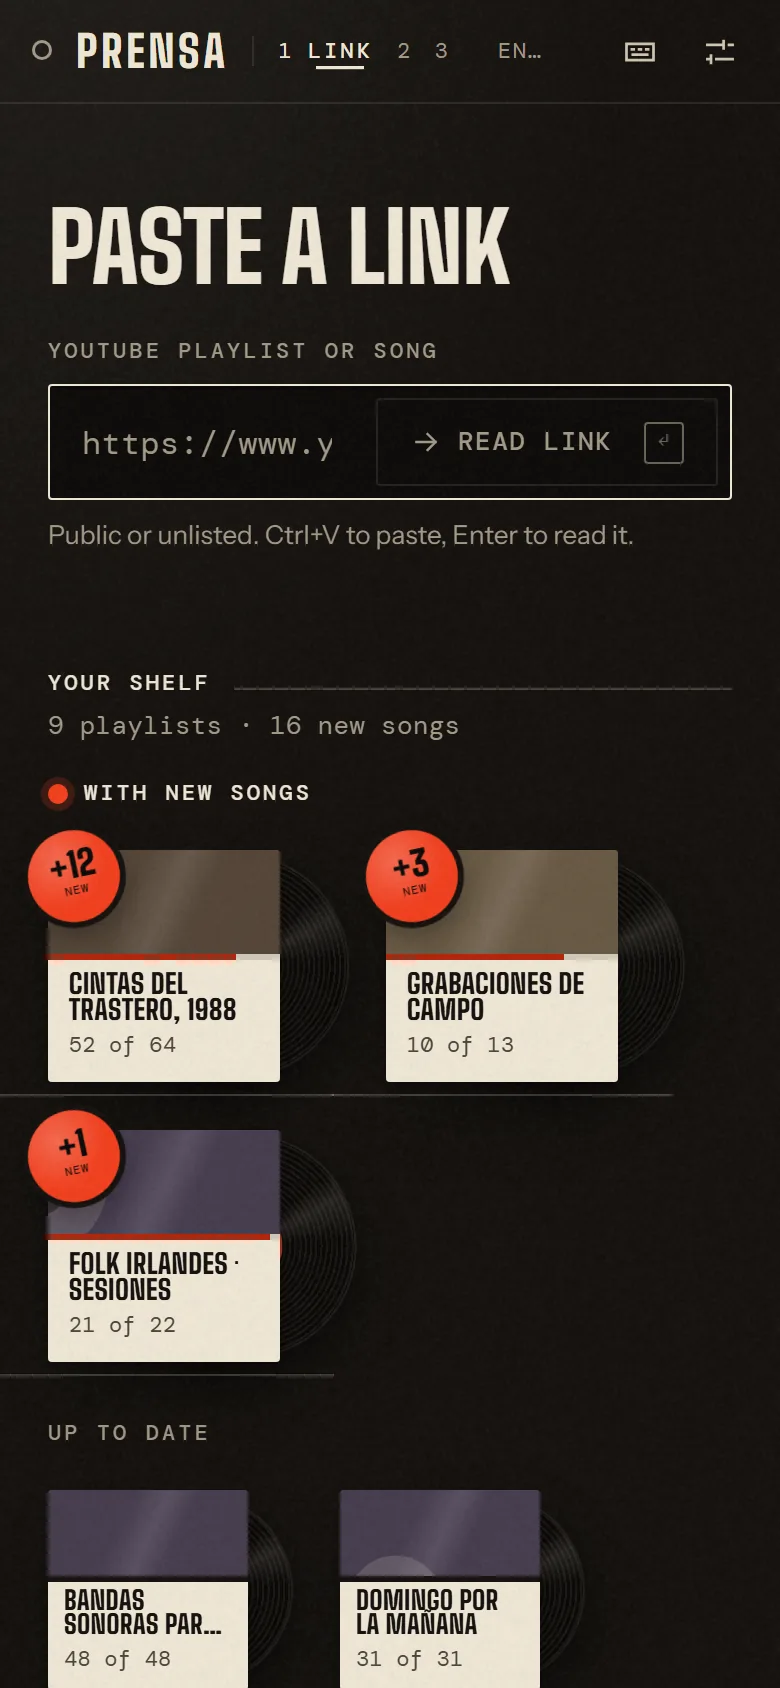 PRENSA
1 LINK 2 3 EN…
PASTE A LINK
YOUTUBE PLAYLIST OR SONG
https://www.y
→ READ LINK ↵
Public or unlisted. Ctrl+V to paste, Enter to read it.
YOUR SHELF
9 playlists · 16 new songs
WITH NEW SONGS
+12
NEW
CINTAS DEL
TRASTERO, 1988
52 of 64
+3
NEW
GRABACIONES DE
CAMPO
10 of 13
+1
NEW
FOLK IRLANDES ·
SESIONES
21 of 22
UP TO DATE
BANDAS
SONORAS PAR…
48 of 48
DOMINGO POR
LA MAÑANA
31 of 31